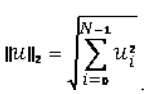 ‖u‖₂ = √(∑_{i=0}^{N-1} u_i²).